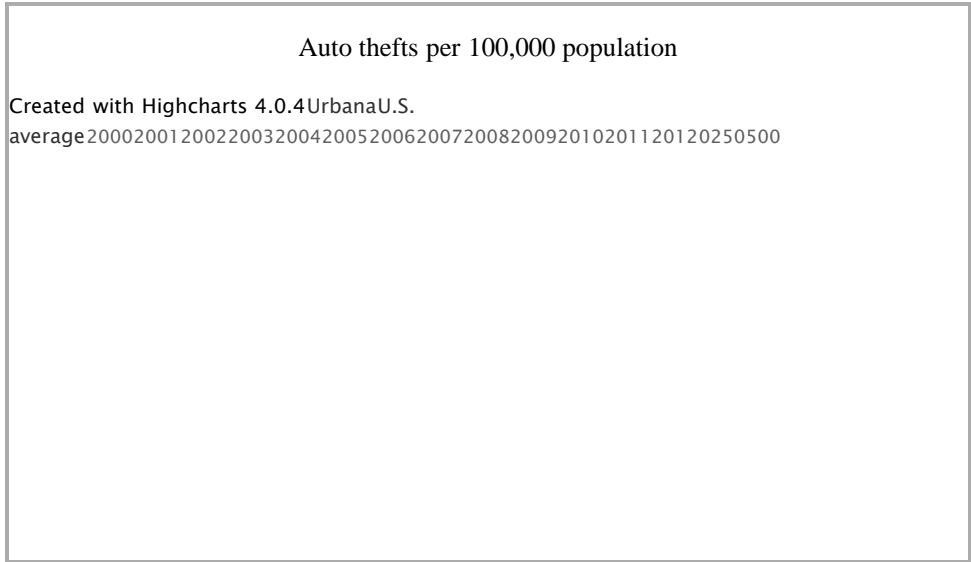 Auto thefts per 100,000 population
Created with Highcharts 4.0.4UrbanaU.S.
average20002001200220032004200520062007200820092010201120120250500